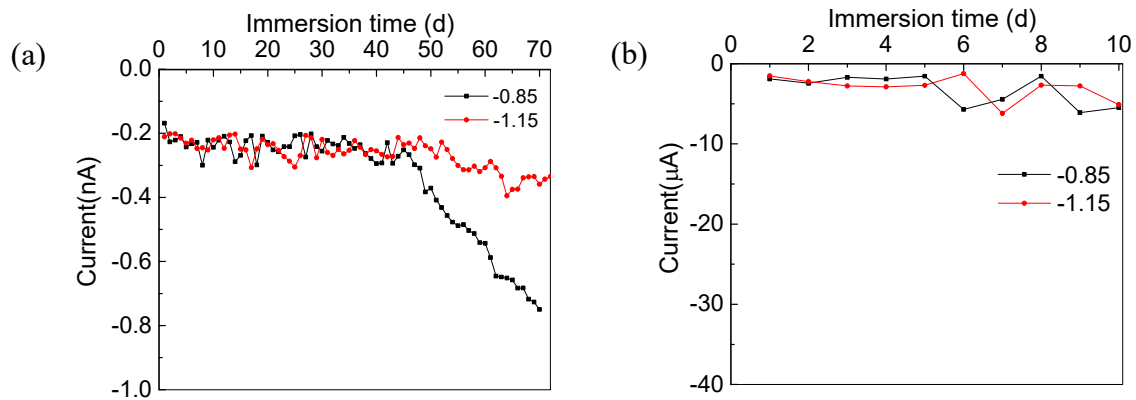 (a)
Immersion time (d)
0 10 20 30 40 50 60 70
0.0
-0.2
-0.4
-0.6
-0.8
-1.0
Current(nA)
-0.85
-1.15
(b)
Immersion time (d)
0 2 4 6 8 10
0
-10
-20
-30
-40
Current(μA)
-0.85
-1.15